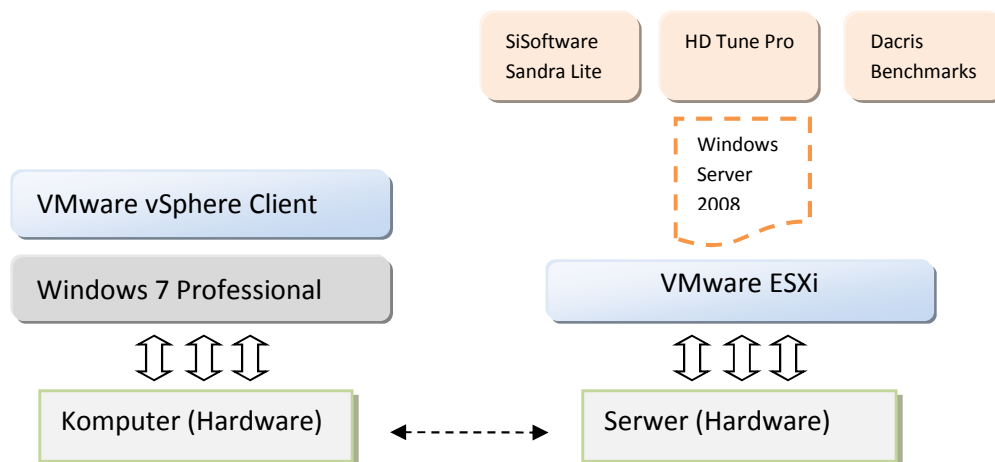 SiSoftware
Sandra Lite
HD Tune Pro
Dacris
Benchmarks
Windows
Server
2008
VMware vSphere Client
Windows 7 Professional
VMware ESXi
Komputer (Hardware)
Serwer (Hardware)